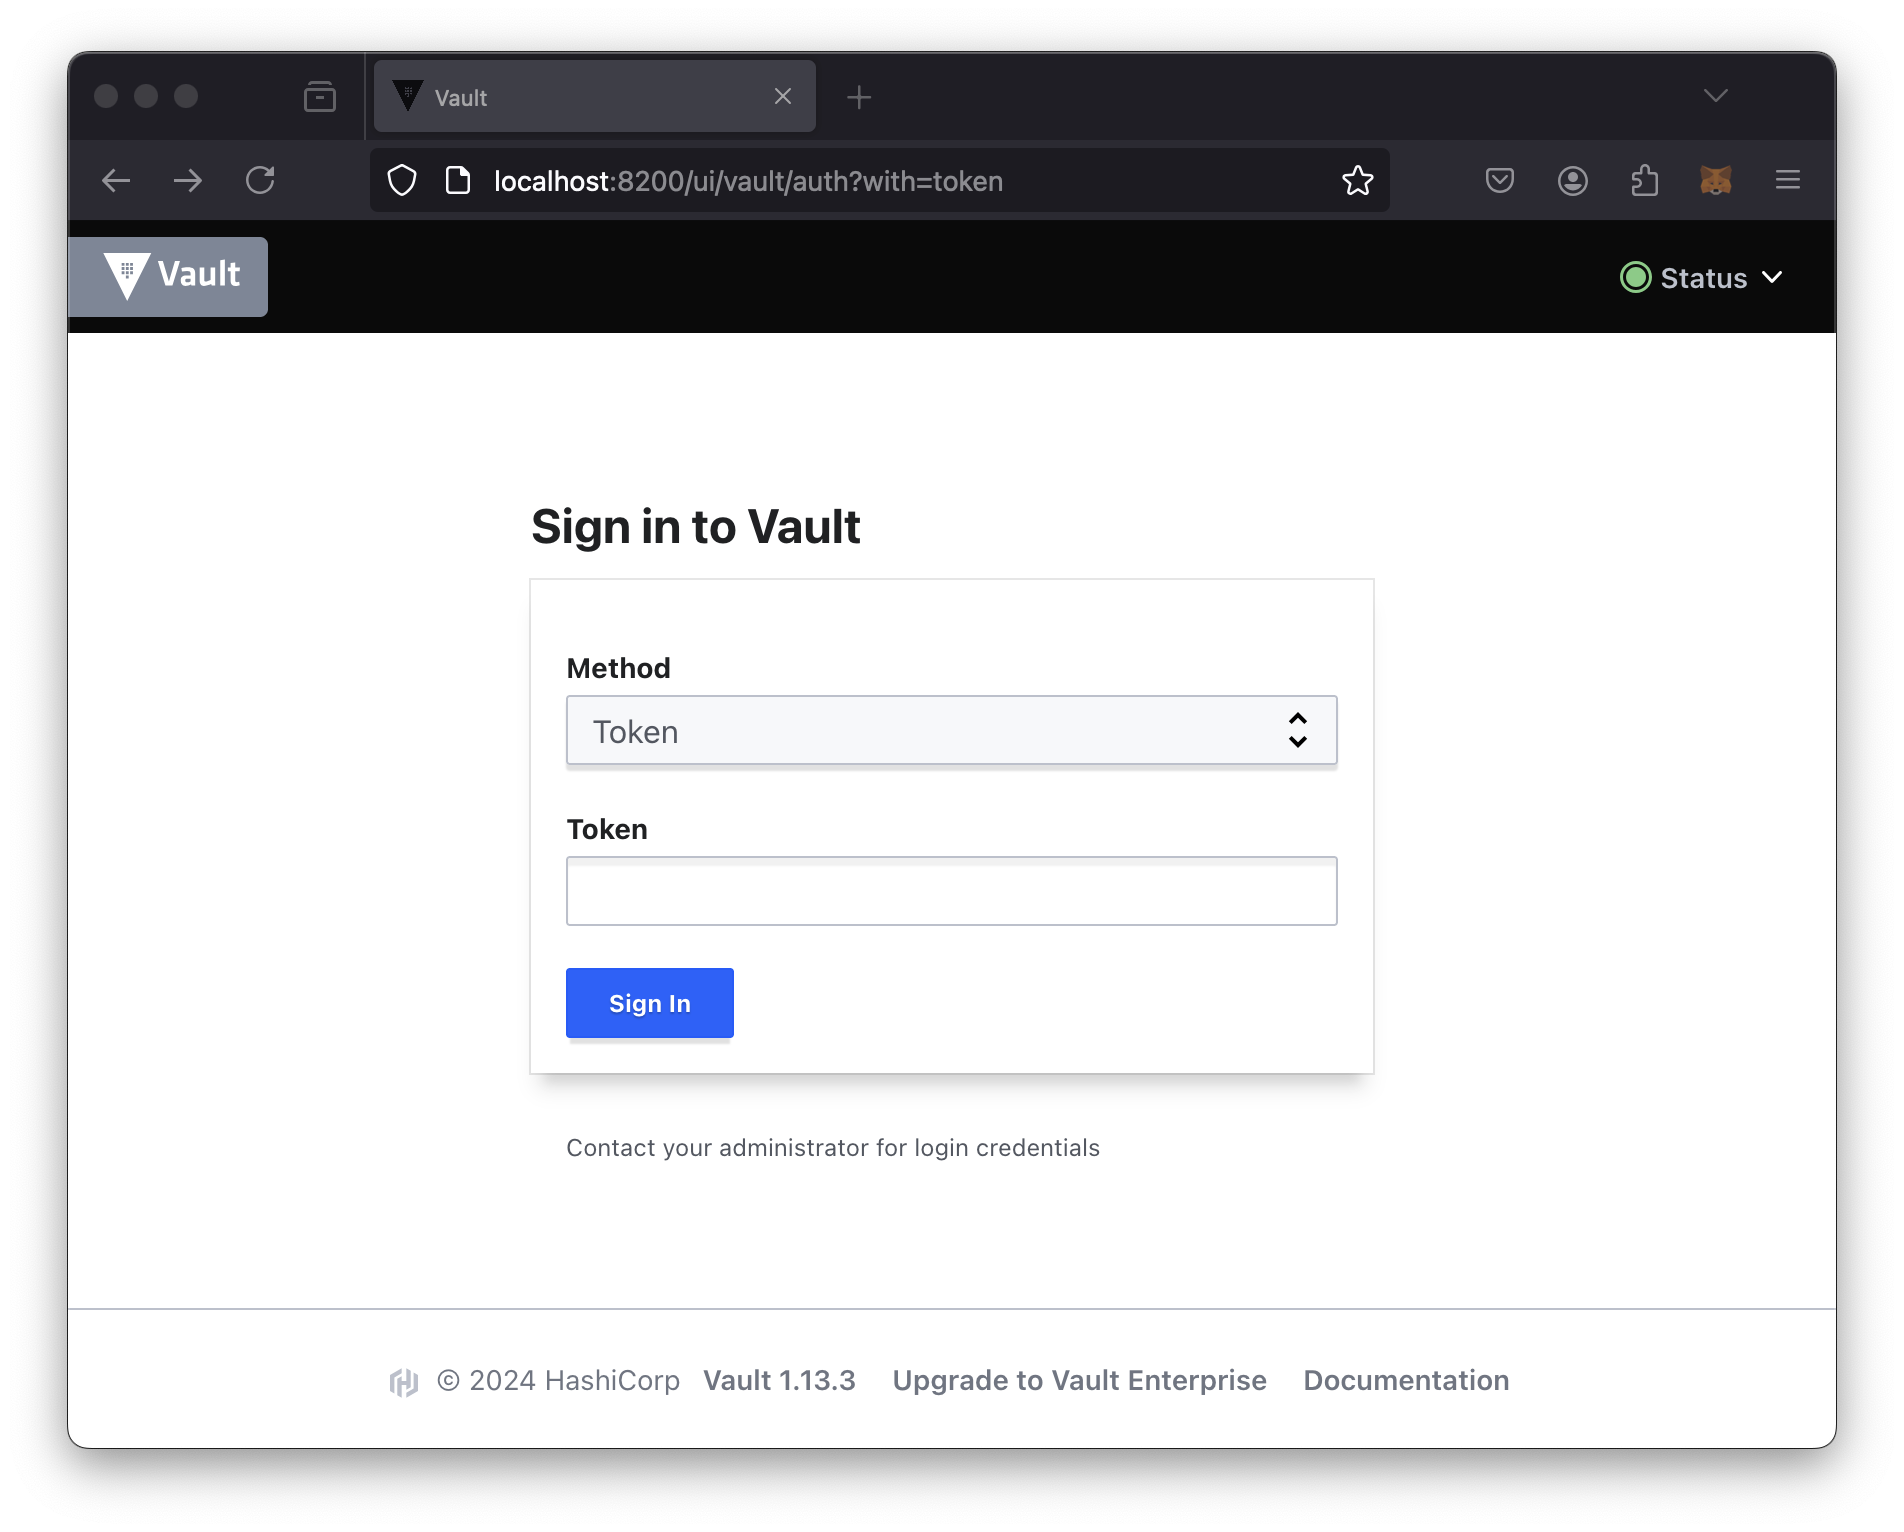 Vault
localhost:8200/ui/vault/auth?with=token
Vault
Status
Sign in to Vault
Method
Token
Token
Sign In
Contact your administrator for login credentials
© 2024 HashiCorp Vault 1.13.3 Upgrade to Vault Enterprise Documentation